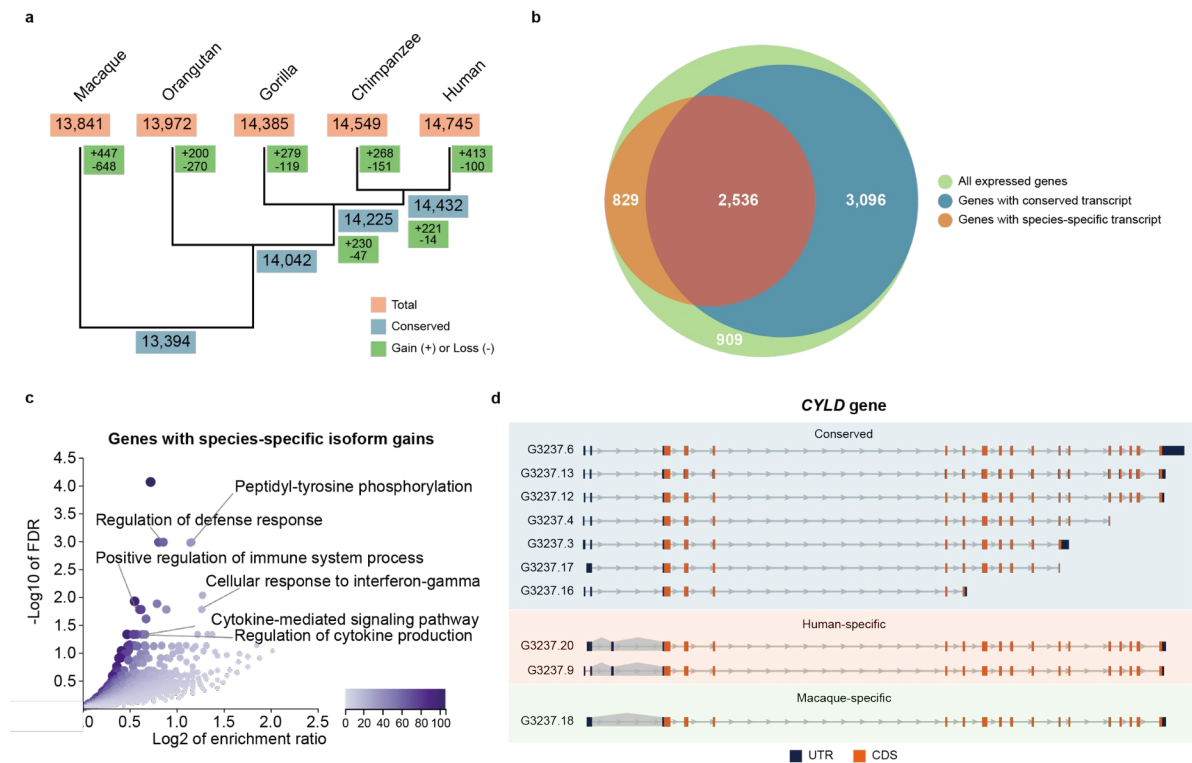 a
Macaque
Orangutan
Gorilla
Chimpanzee
Human
13,841
13,972
14,385
14,549
14,745
+447
-648
+200
-270
+279
-119
+268
-151
+413
-100
14,432
+221
-14
14,225
+230
-47
14,042
13,394
Total
Conserved
Gain (+) or Loss (-)
b
829
2,536
3,096
909
All expressed genes
Genes with conserved transcript
Genes with species-specific transcript
c
Genes with species-specific isoform gains
-Log10 of FDR
4.5
4.0
3.5
3.0
2.5
2.0
1.5
1.0
0.5
Peptidyl-tyrosine phosphorylation
Regulation of defense response
Positive regulation of immune system process
Cellular response to interferon-gamma
Cytokine-mediated signaling pathway
Regulation of cytokine production
0 20 40 60 80 100
0 0.5 1.0 1.5 2.0 2.5
Log2 of enrichment ratio
d
CYLD gene
Conserved
G3237.6
G3237.13
G3237.12
G3237.4
G3237.3
G3237.17
G3237.16
Human-specific
G3237.20
G3237.9
Macaque-specific
G3237.18
UTR
CDS